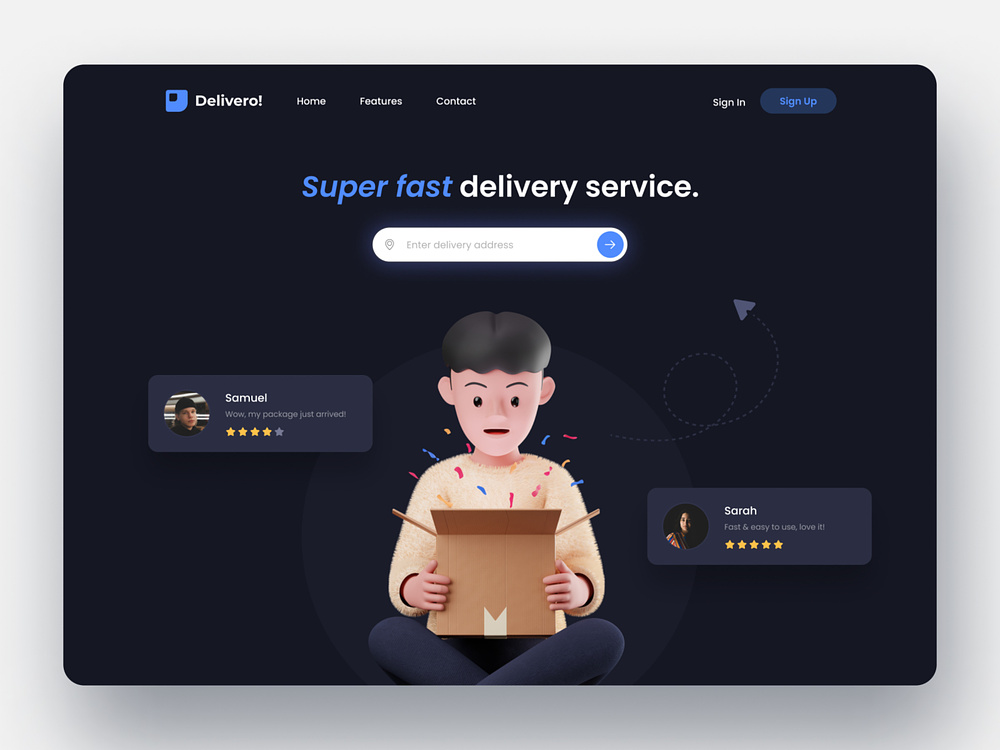 Delivero!
Home
Features
Contact
Sign In
Sign Up
Super fast delivery service.
Enter delivery address
Samuel
Wow, my package just arrived!
Sarah
Fast & easy to use, love it!